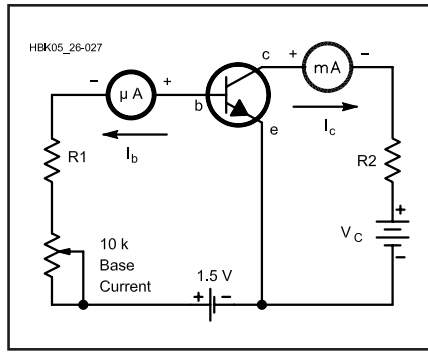 HBK05_26-027
c
+
mA
–
–
μA
+
b
e
I b
I c
R1
R2
+
V C
–
10 k
Base
Current
1.5 V
+
–